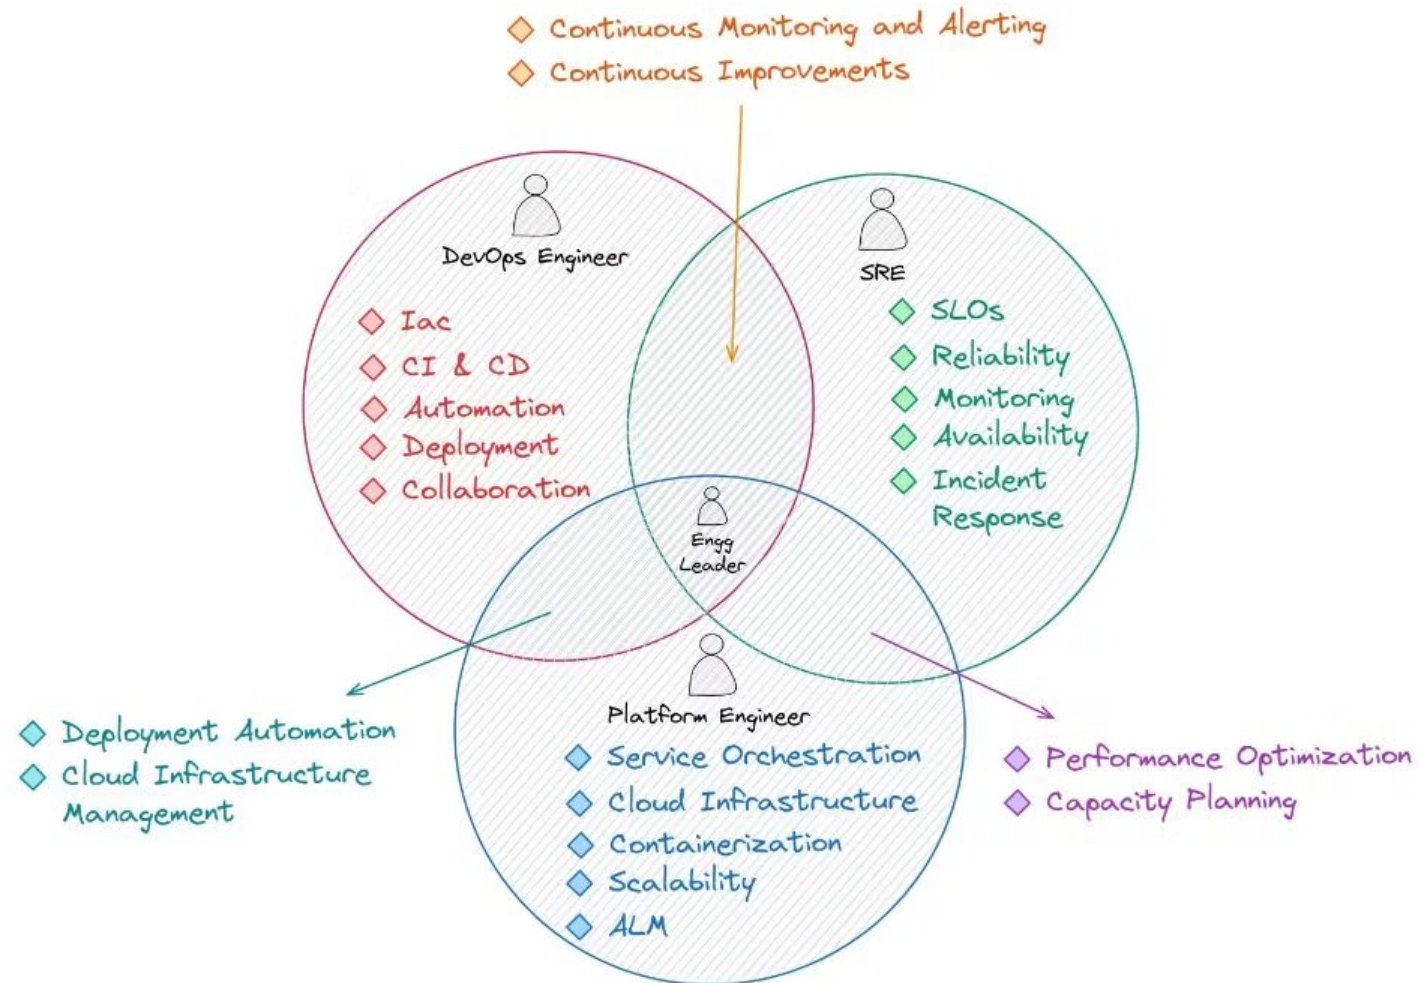 Continuous Monitoring and Alerting
Continuous Improvements
DevOps Engineer
Iac
CI & CD
Automation
Deployment
Collaboration
SRE
SLOs
Reliability
Monitoring
Availability
Incident
Response
Engg
Leader
Platform Engineer
Service Orchestration
Cloud Infrastructure
Containerization
Scalability
ALM
Deployment Automation
Cloud Infrastructure
Management
Performance Optimization
Capacity Planning